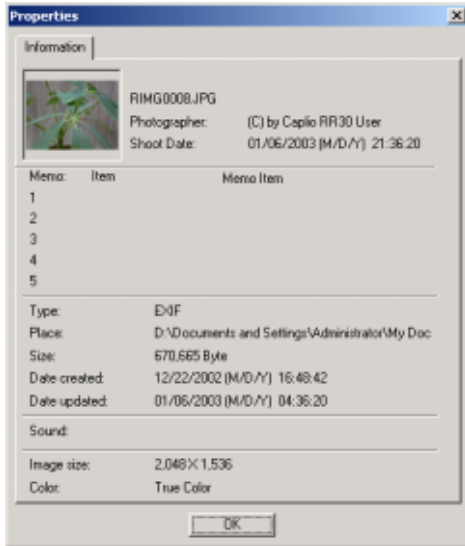 Properties
Information
RIMG0008.JPG
Photographer: (C) by Caplio RR30 User
Shoot Date: 01/06/2003 (M/D/Y) 21:36:20
Memo: Item Memo Item
1
2
3
4
5
Type: EXIF
Place: D:\Documents and Settings\Administrator\My Doc
Size: 670,665 Byte
Date created: 12/22/2002 (M/D/Y) 16:48:42
Date updated: 01/06/2003 (M/D/Y) 04:36:20
Sound:
Image size: 2,048×1,536
Color: True Color
OK